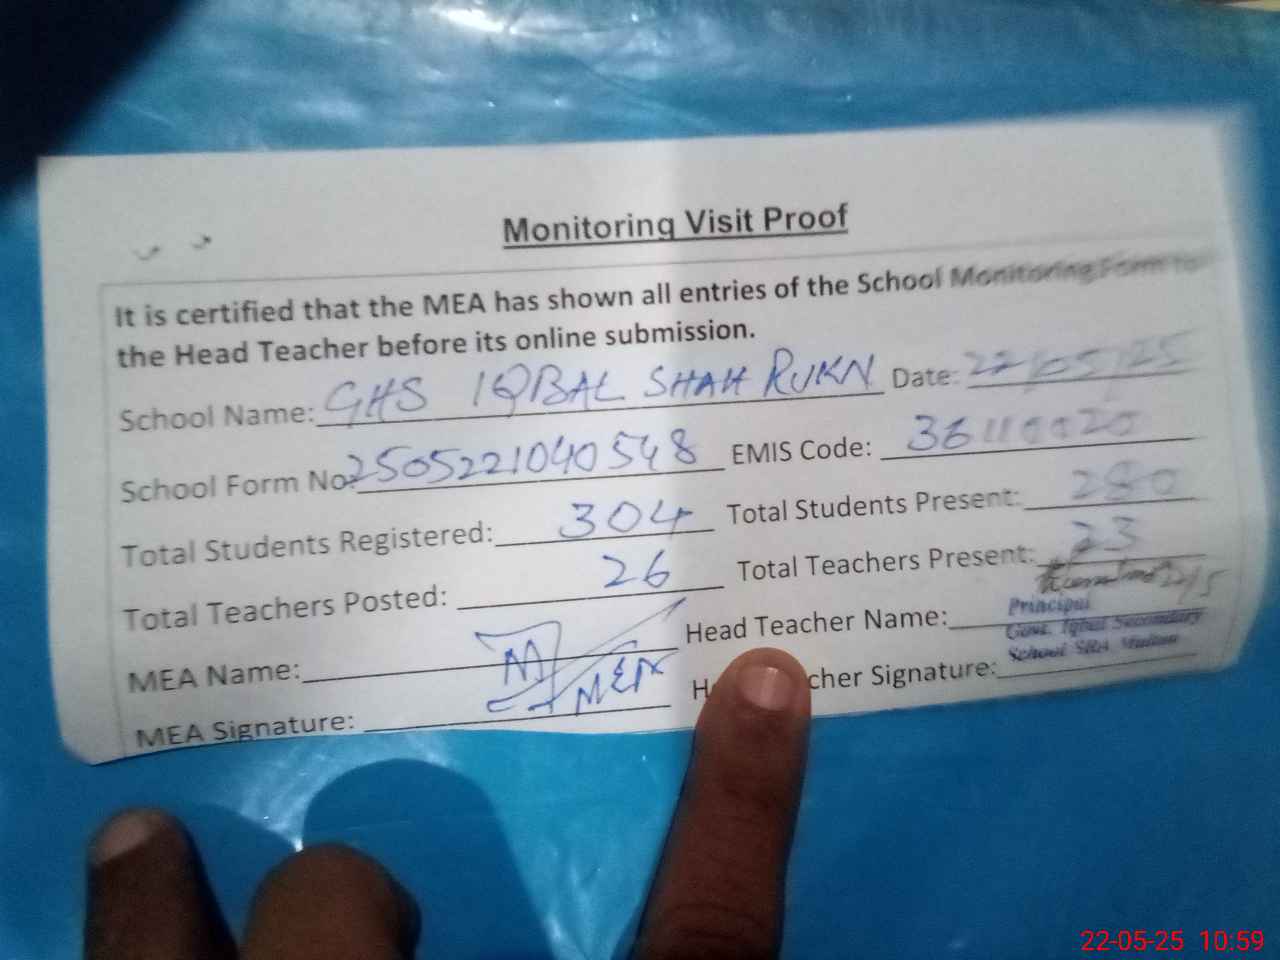 Monitoring Visit Proof
It is certified that the MEA has shown all entries of the School Monitoring Form to
the Head Teacher before its online submission.
School Name: GHS IQBAL SHAH RUKN Date: 22/05/25
School Form No: 2505221040548 EMIS Code: 36110020
Total Students Registered: 304 Total Students Present: 280
Total Teachers Posted: 26 Total Teachers Present: 23
MEA Name: Head Teacher Name: Principal
Govt. Iqbal Secondary
School
MEA Signature: MEA cher Signature:
22-05-25 10:59